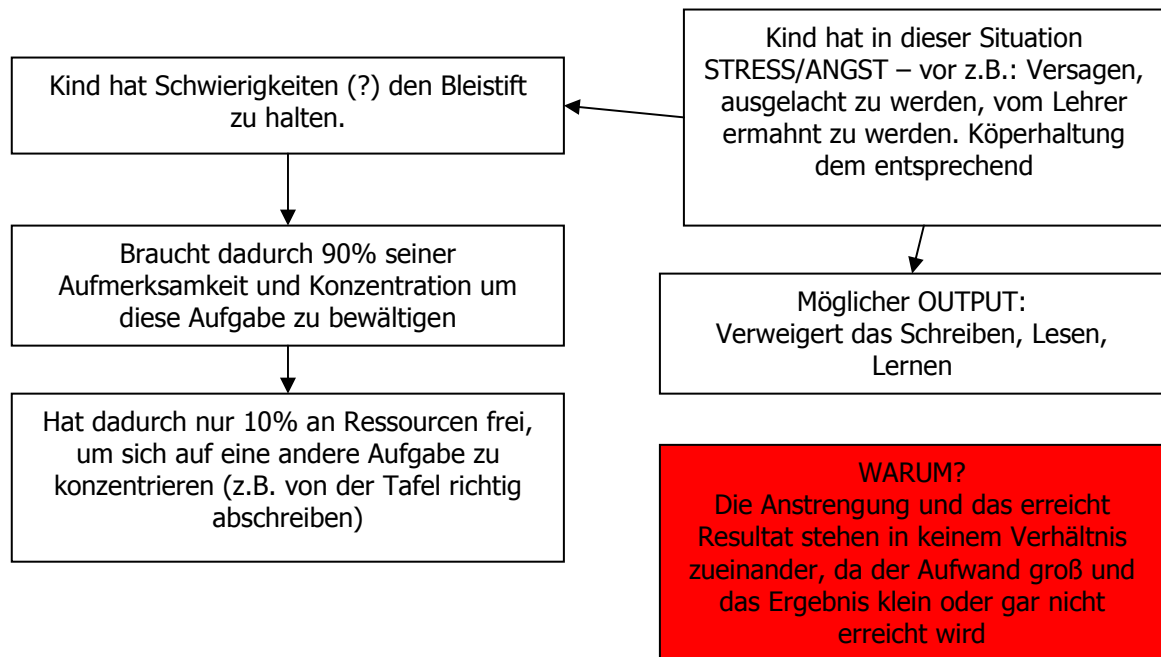 Kind hat in dieser Situation
STRESS/ANGST – vor z.B.: Versagen,
ausgelacht zu werden, vom Lehrer
ermahnt zu werden. Köperhaltung
dem entsprechend
Kind hat Schwierigkeiten (?) den Bleistift
zu halten.
Braucht dadurch 90% seiner
Aufmerksamkeit und Konzentration um
diese Aufgabe zu bewältigen
Hat dadurch nur 10% an Ressourcen frei,
um sich auf eine andere Aufgabe zu
konzentrieren (z.B. von der Tafel richtig
abschreiben)
Möglicher OUTPUT:
Verweigert das Schreiben, Lesen,
Lernen
WARUM?
Die Anstrengung und das erreicht
Resultat stehen in keinem Verhältnis
zueinander, da der Aufwand groß und
das Ergebnis klein oder gar nicht
erreicht wird